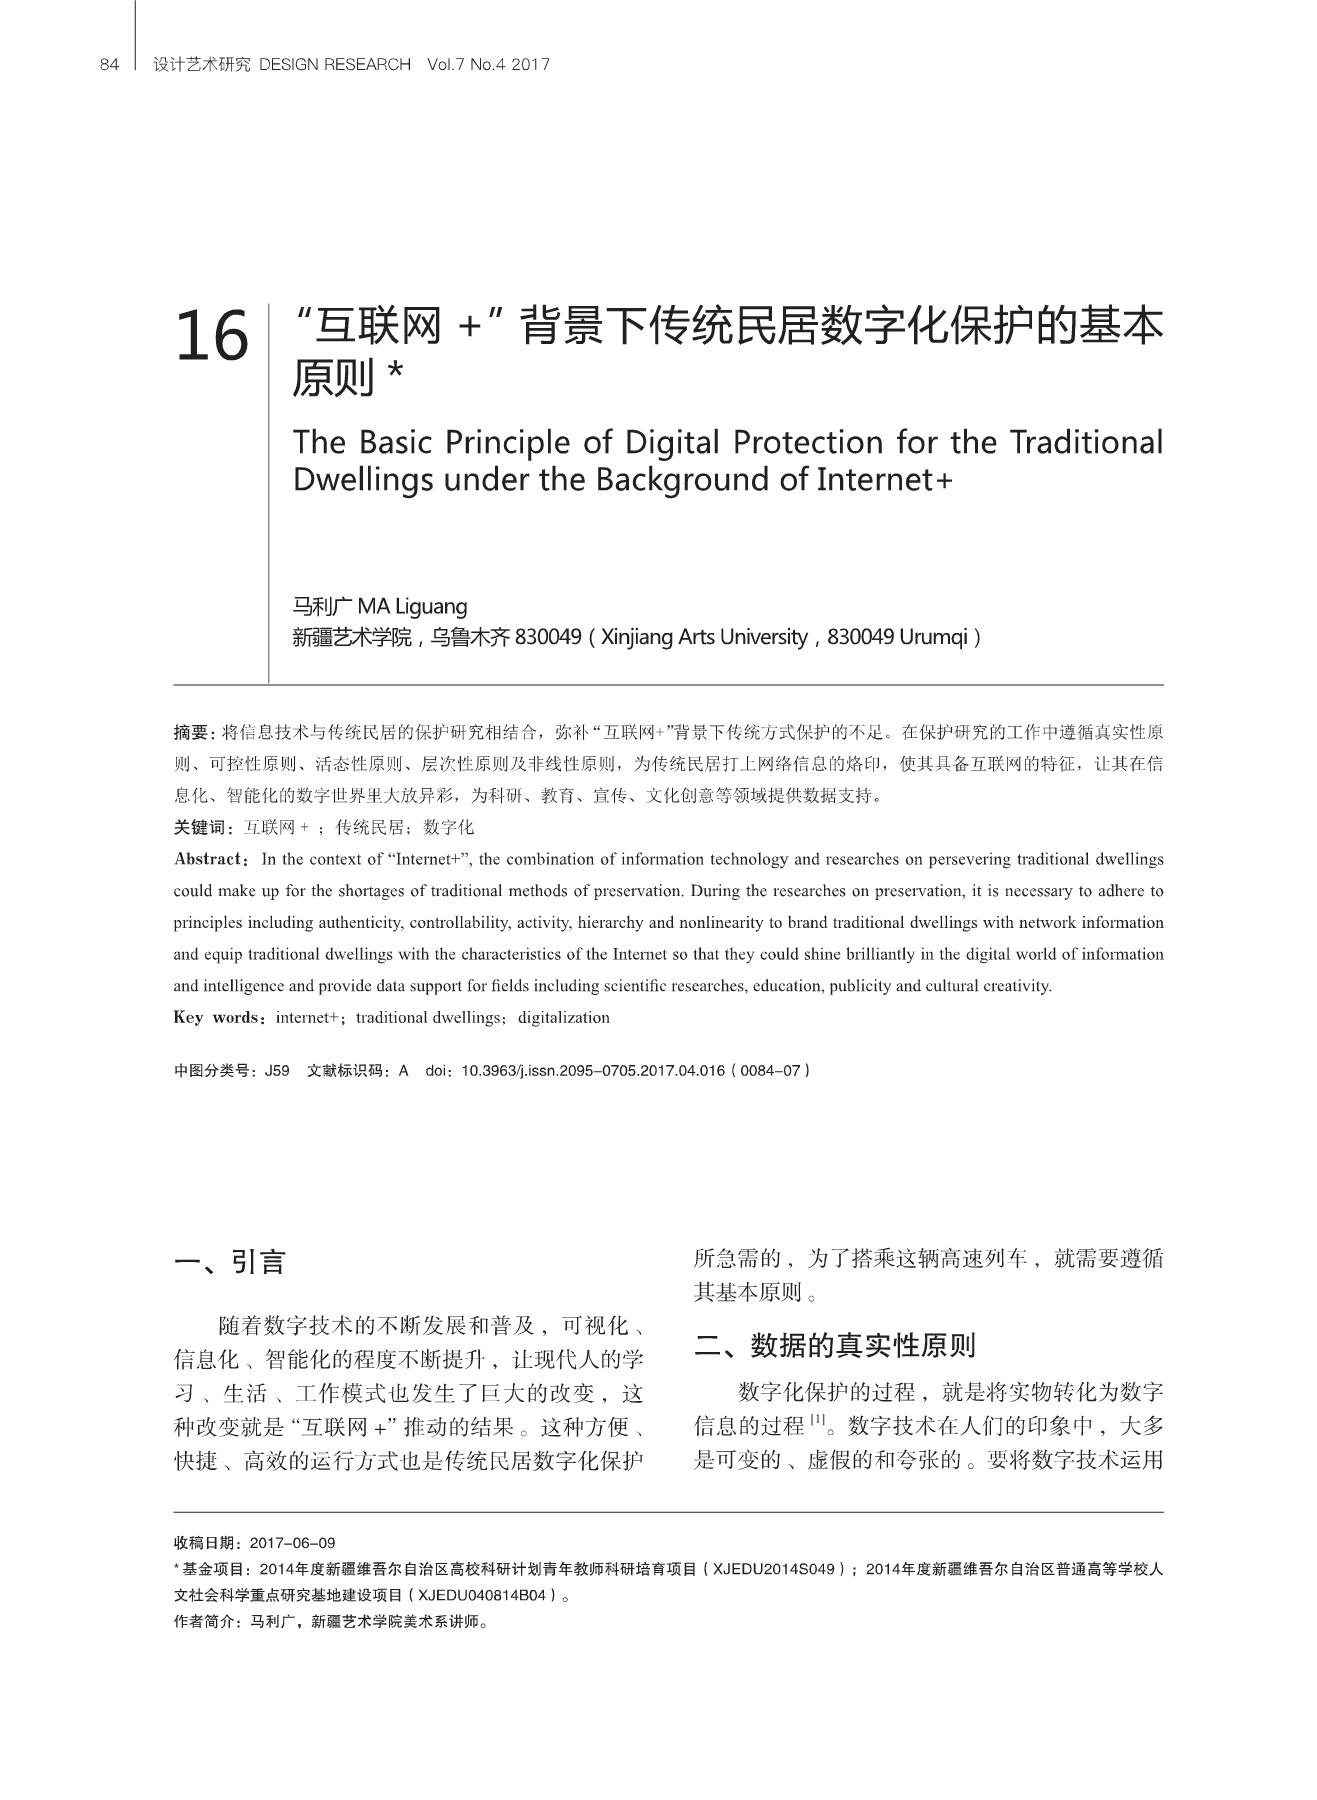 84 设计艺术研究 DESIGN RESEARCH Vol.7 No.4 2017
16
“互联网 +” 背景下传统民居数字化保护的基本
原则 *
The Basic Principle of Digital Protection for the Traditional
Dwellings under the Background of Internet+
马利广 MA Liguang
新疆艺术学院，乌鲁木齐 830049（Xinjiang Arts University，830049 Urumqi）
摘要：将信息技术与传统民居的保护研究相结合，弥补“互联网+”背景下传统方式保护的不足。在保护研究的工作中遵循真实性原
则、可控性原则、活态性原则、层次性原则及非线性原则，为传统民居打上网络信息的烙印，使其具备互联网的特征，让其在信
息化、智能化的数字世界里大放异彩，为科研、教育、宣传、文化创意等领域提供数据支持。
关键词：互联网 + ；传统民居；数字化
Abstract：In the context of “Internet+”, the combination of information technology and researches on persevering traditional dwellings
could make up for the shortages of traditional methods of preservation. During the researches on preservation, it is necessary to adhere to
principles including authenticity, controllability, activity, hierarchy and nonlinearity to brand traditional dwellings with network information
and equip traditional dwellings with the characteristics of the Internet so that they could shine brilliantly in the digital world of information
and intelligence and provide data support for fields including scientific researches, education, publicity and cultural creativity.
Key words：internet+；traditional dwellings；digitalization
中图分类号：J59 文献标识码：A doi：10.3963/j.issn.2095-0705.2017.04.016（0084-07）
一、引言
随着数字技术的不断发展和普及，可视化、
信息化、智能化的程度不断提升，让现代人的学
习、生活、工作模式也发生了巨大的改变，这
种改变就是“互联网 +”推动的结果。这种方便、
快捷、高效的运行方式也是传统民居数字化保护
所急需的，为了搭乘这辆高速列车，就需要遵循
其基本原则。
二、数据的真实性原则
数字化保护的过程，就是将实物转化为数字
信息的过程 [1]。数字技术在人们的印象中，大多
是可变的、虚假的和夸张的。要将数字技术运用
收稿日期：2017-06-09
* 基金项目：2014年度新疆维吾尔自治区高校科研计划青年教师科研培育项目（XJEDU2014S049）；2014年度新疆维吾尔自治区普通高等学校人
文社会科学重点研究基地建设项目（XJEDU040814B04）。
作者简介：马利广，新疆艺术学院美术系讲师。